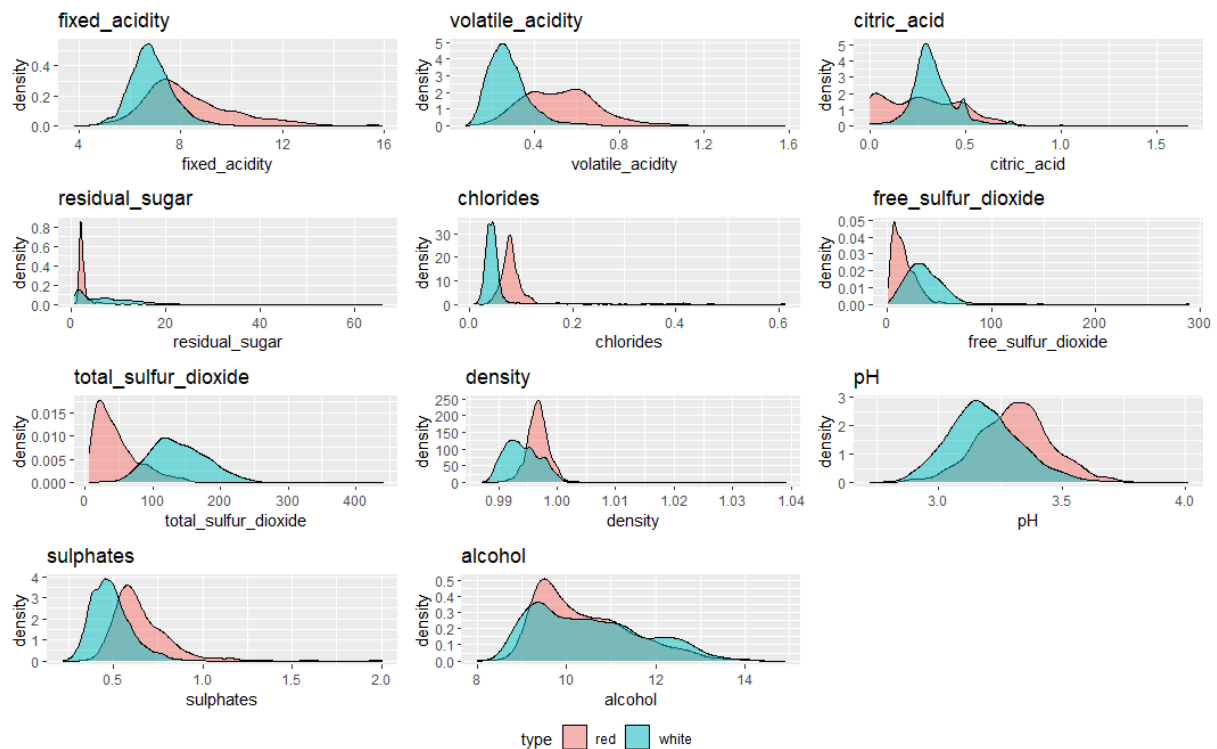 fixed_acidity
density
0.4
0.2
0.0
4 8 12 16
fixed_acidity
volatile_acidity
density
5
4
3
2
1
0
0.4 0.8 1.2 1.6
volatile_acidity
citric_acid
density
5
4
3
2
1
0
0.0 0.5 1.0 1.5
citric_acid
residual_sugar
density
0.8
0.6
0.4
0.2
0.0
0 20 40 60
residual_sugar
chlorides
density
30
20
10
0
0.0 0.2 0.4 0.6
chlorides
free_sulfur_dioxide
density
0.05
0.04
0.03
0.02
0.01
0.00
0 100 200 300
free_sulfur_dioxide
total_sulfur_dioxide
density
0.015
0.010
0.005
0.000
0 100 200 300 400
total_sulfur_dioxide
density
density
250
200
150
100
50
0
0.99 1.00 1.01 1.02 1.03 1.04
density
pH
density
3
2
1
0
3.0 3.5 4.0
pH
sulphates
density
4
3
2
1
0
0.5 1.0 1.5 2.0
sulphates
alcohol
density
0.5
0.4
0.3
0.2
0.1
0.0
8 10 12 14
alcohol
type red white